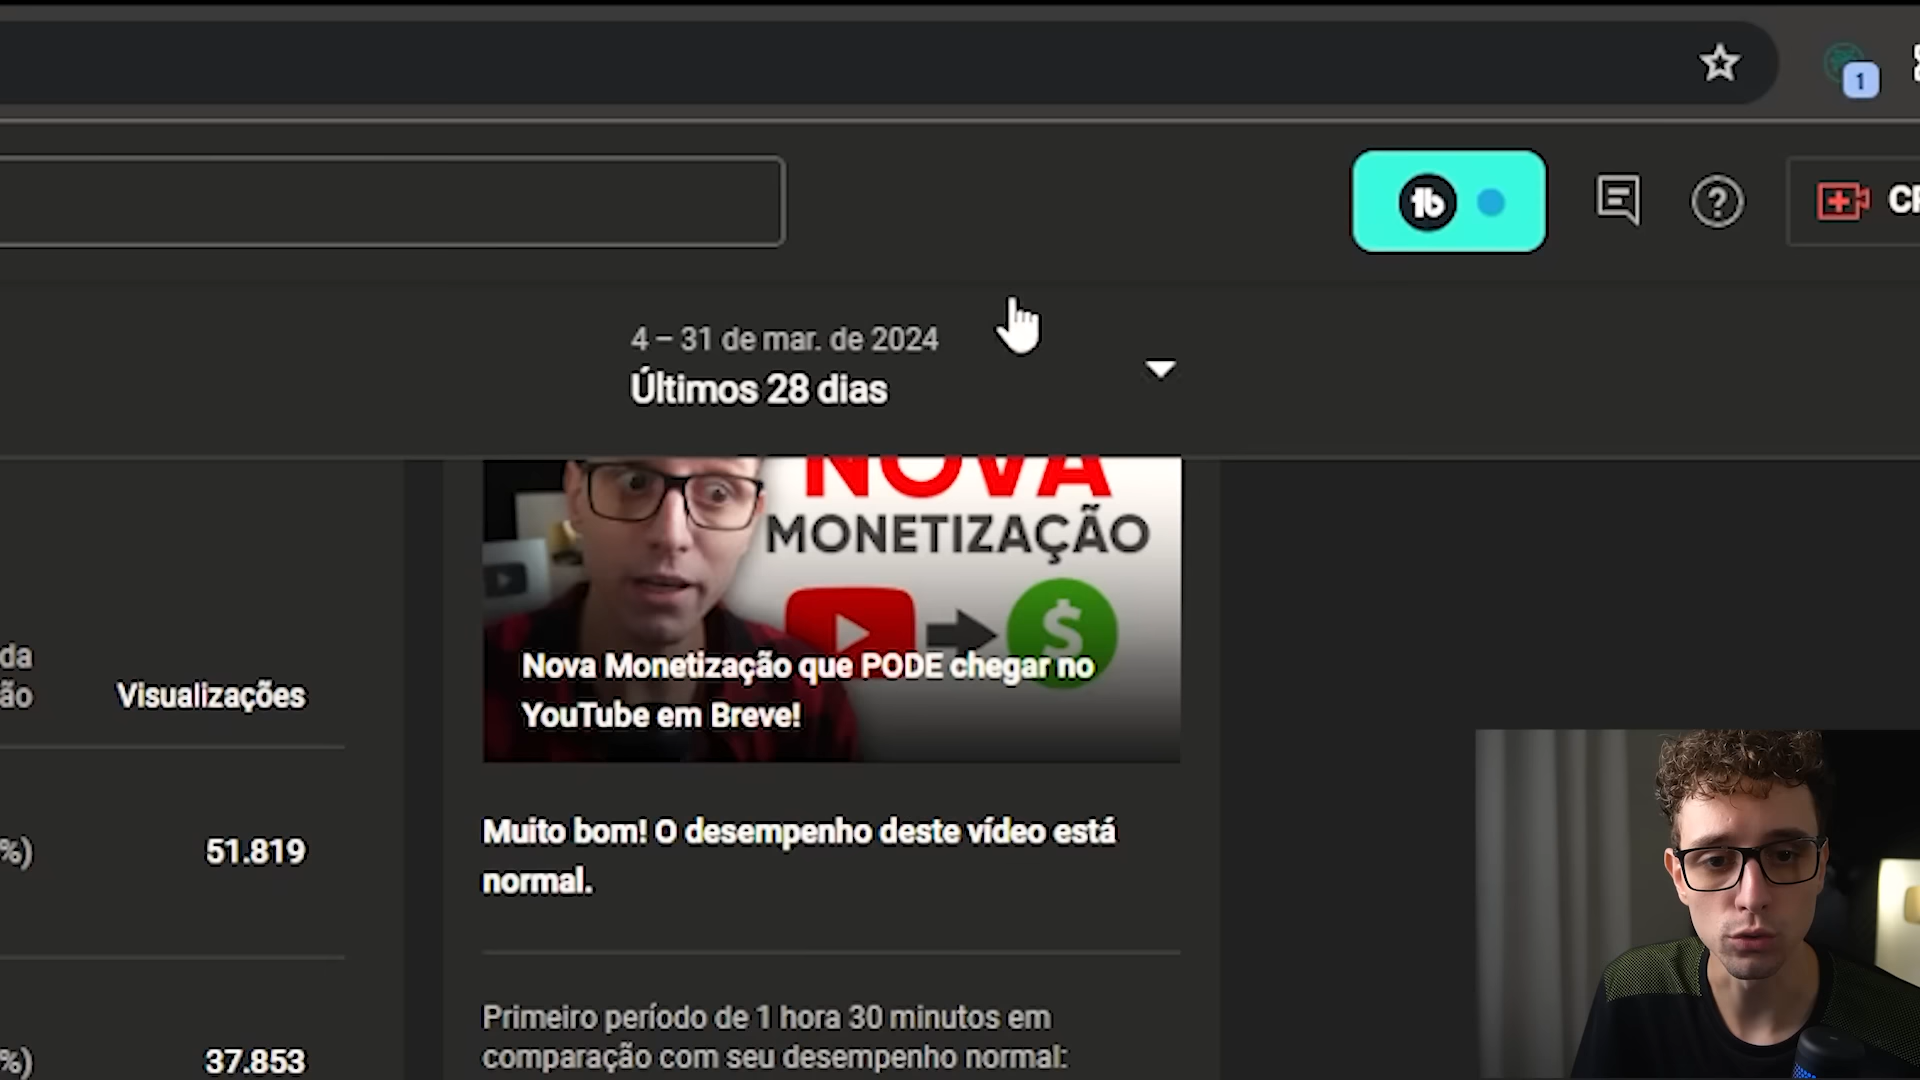 1
tb
4 – 31 de mar. de 2024
Últimos 28 dias
NOVA
MONETIZAÇÃO
$
Nova Monetização que PODE chegar no
YouTube em Breve!
da
ão
Visualizações
Muito bom! O desempenho deste vídeo está
normal.
%)
51.819
Primeiro período de 1 hora 30 minutos em
comparação com seu desempenho normal:
%)
37.853